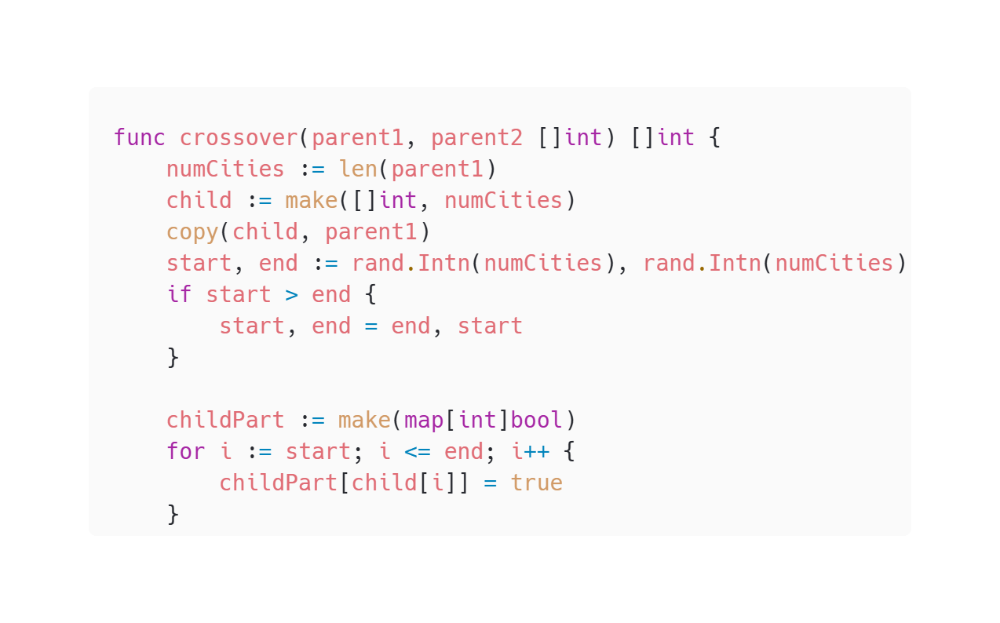 func crossover(parent1, parent2 []int) []int {
    numCities := len(parent1)
    child := make([]int, numCities)
    copy(child, parent1)
    start, end := rand.Intn(numCities), rand.Intn(numCities)
    if start > end {
        start, end = end, start
    }

    childPart := make(map[int]bool)
    for i := start; i <= end; i++ {
        childPart[child[i]] = true
    }